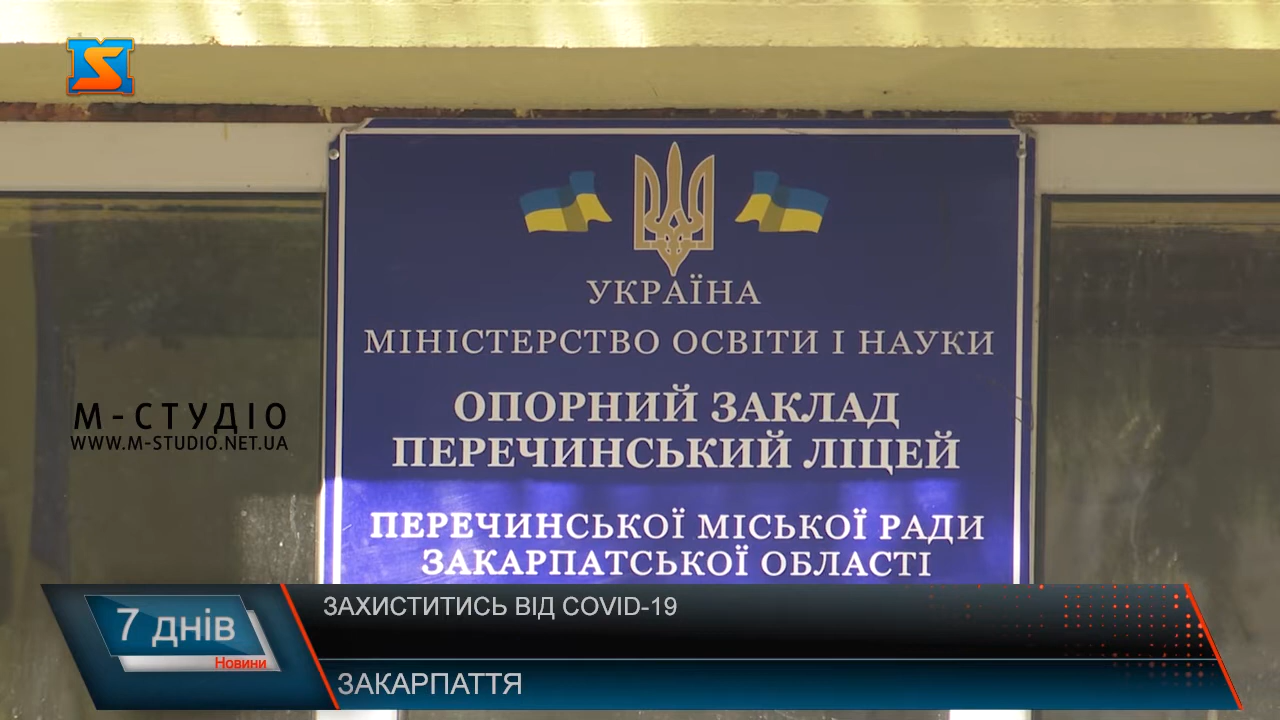 УКРАЇНА
МІНІСТЕРСТВО ОСВІТИ І НАУКИ
ОПОРНИЙ ЗАКЛАД
ПЕРЕЧИНСЬКИЙ ЛІЦЕЙ
ПЕРЕЧИНСЬКОЇ МІСЬКОЇ РАДИ
ЗАКАРПАТСЬКОЇ ОБЛАСТІ
М-СТУДІО
WWW.M-STUDIO.NET.UA
7 днів
Новини
ЗАХИСТИТИСЬ ВІД COVID-19
ЗАКАРПАТТЯ